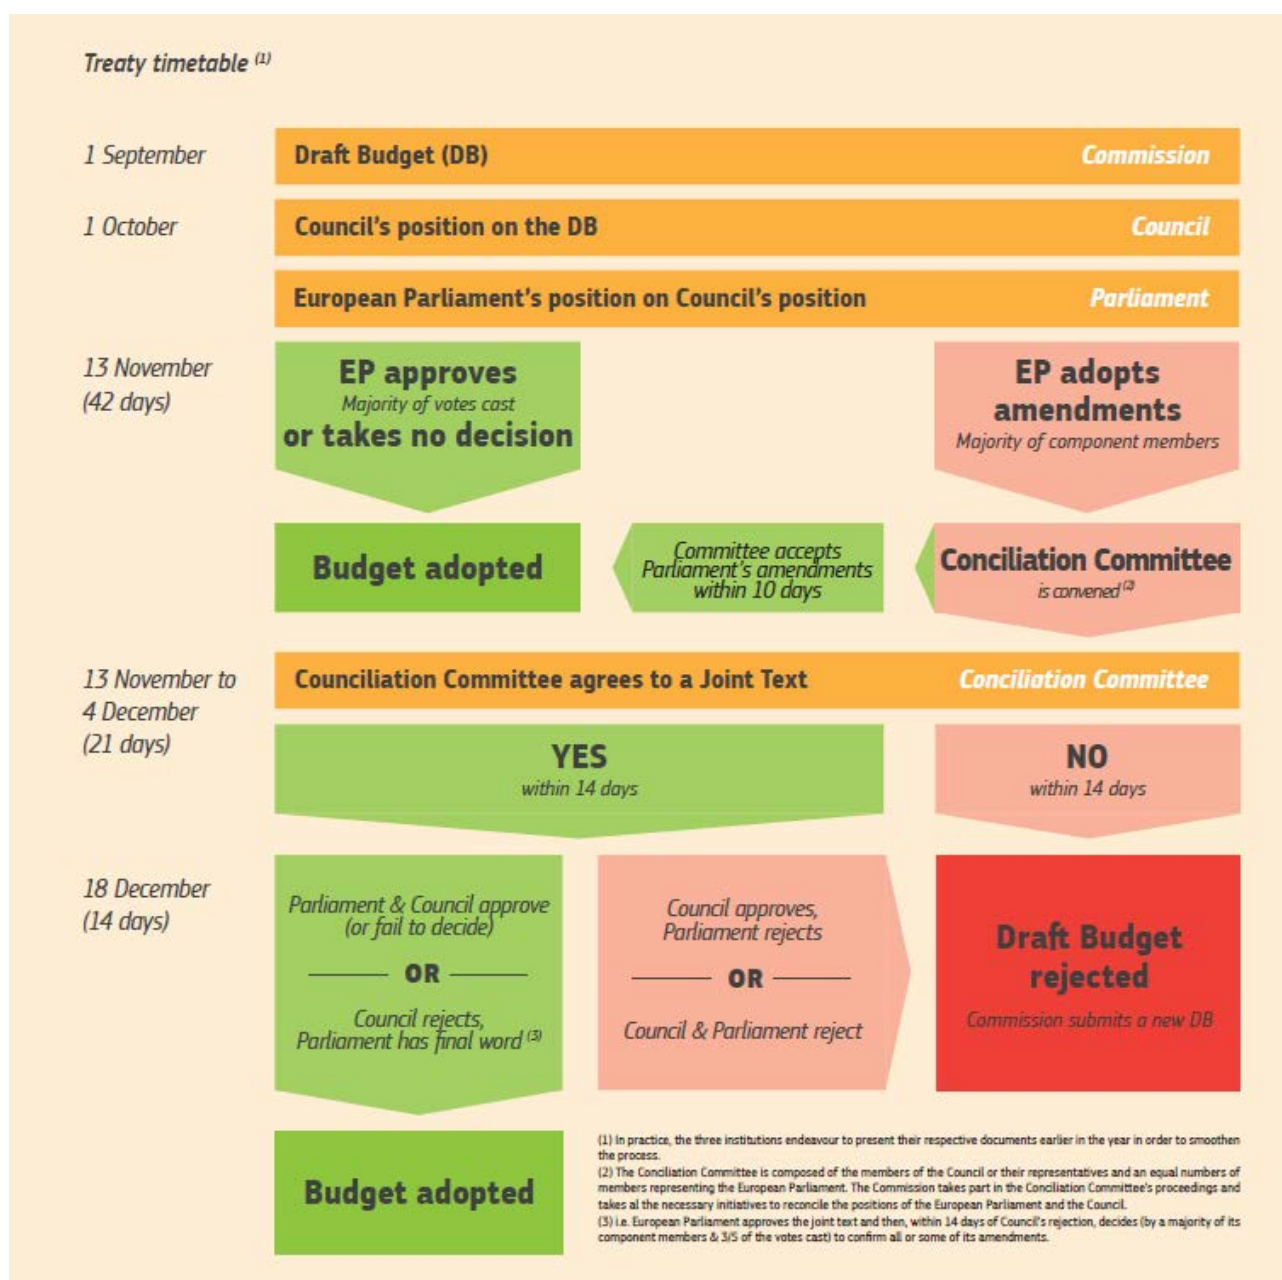 Treaty timetable (1)
1 September
Draft Budget (DB)
Commission
1 October
Council's position on the DB
Council
European Parliament's position on Council's position
Parliament
13 November
(42 days)
EP approves
Majority of votes cast
or takes no decision
EP adopts
amendments
Majority of component members
Budget adopted
Committee accepts
Parliament's amendments
within 10 days
Conciliation Committee
is convened (2)
13 November to
4 December
(21 days)
Counciliation Committee agrees to a Joint Text
Conciliation Committee
YES
within 14 days
NO
within 14 days
18 December
(14 days)
Parliament & Council approve
(or fail to decide)
OR
Council rejects,
Parliament has final word (3)
Council approves,
Parliament rejects
OR
Council & Parliament reject
Draft Budget
rejected
Commission submits a new DB
Budget adopted
(1) In practice, the three institutions endeavour to present their respective documents earlier in the year in order to smoothen
the process.
(2) The Conciliation Committee is composed of the members of the Council or their representatives and an equal numbers of
members representing the European Parliament. The Commission takes part in the Conciliation Committee's proceedings and
takes al the necessary initiatives to reconcile the positions of the European Parliament and the Council.
(3) i.e. European Parliament approves the joint text and then, within 14 days of Council's rejection, decides (by a majority of its
component members & 3/5 of the votes cast) to confirm all or some of its amendments.